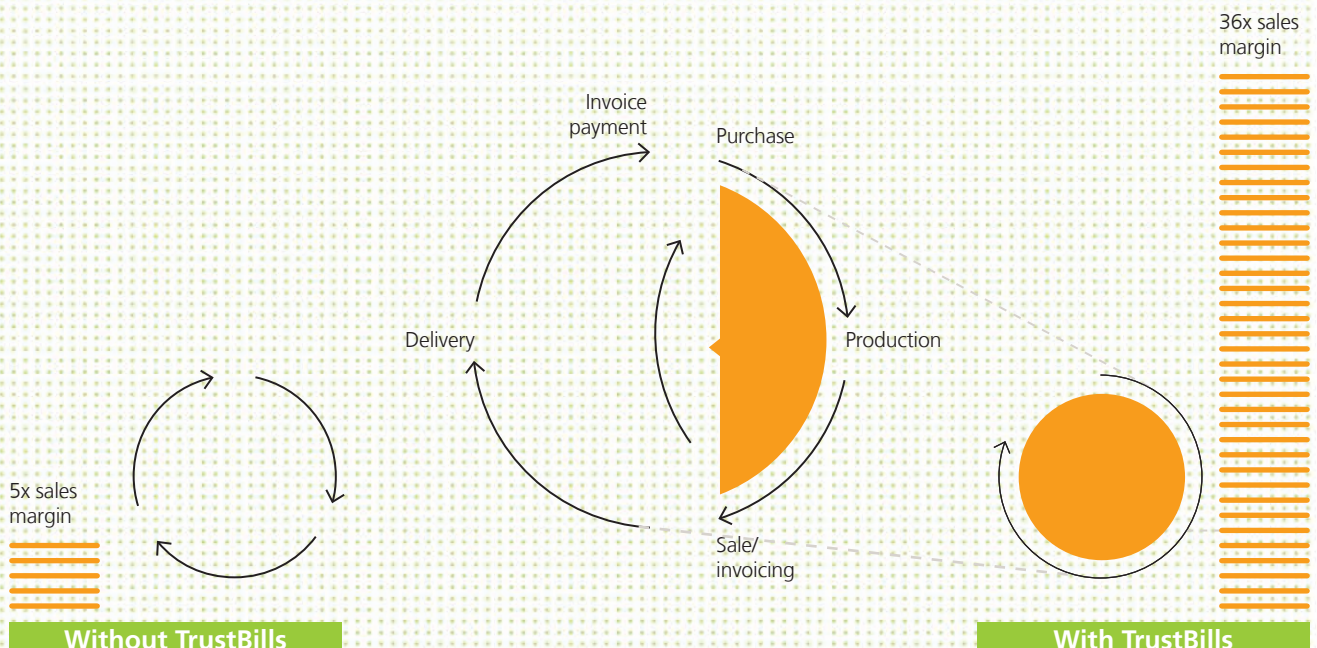 36x sales
margin
Invoice
payment
Purchase
Delivery
Production
5x sales
margin
Sale/
invoicing
Without TrustBills
With TrustBills